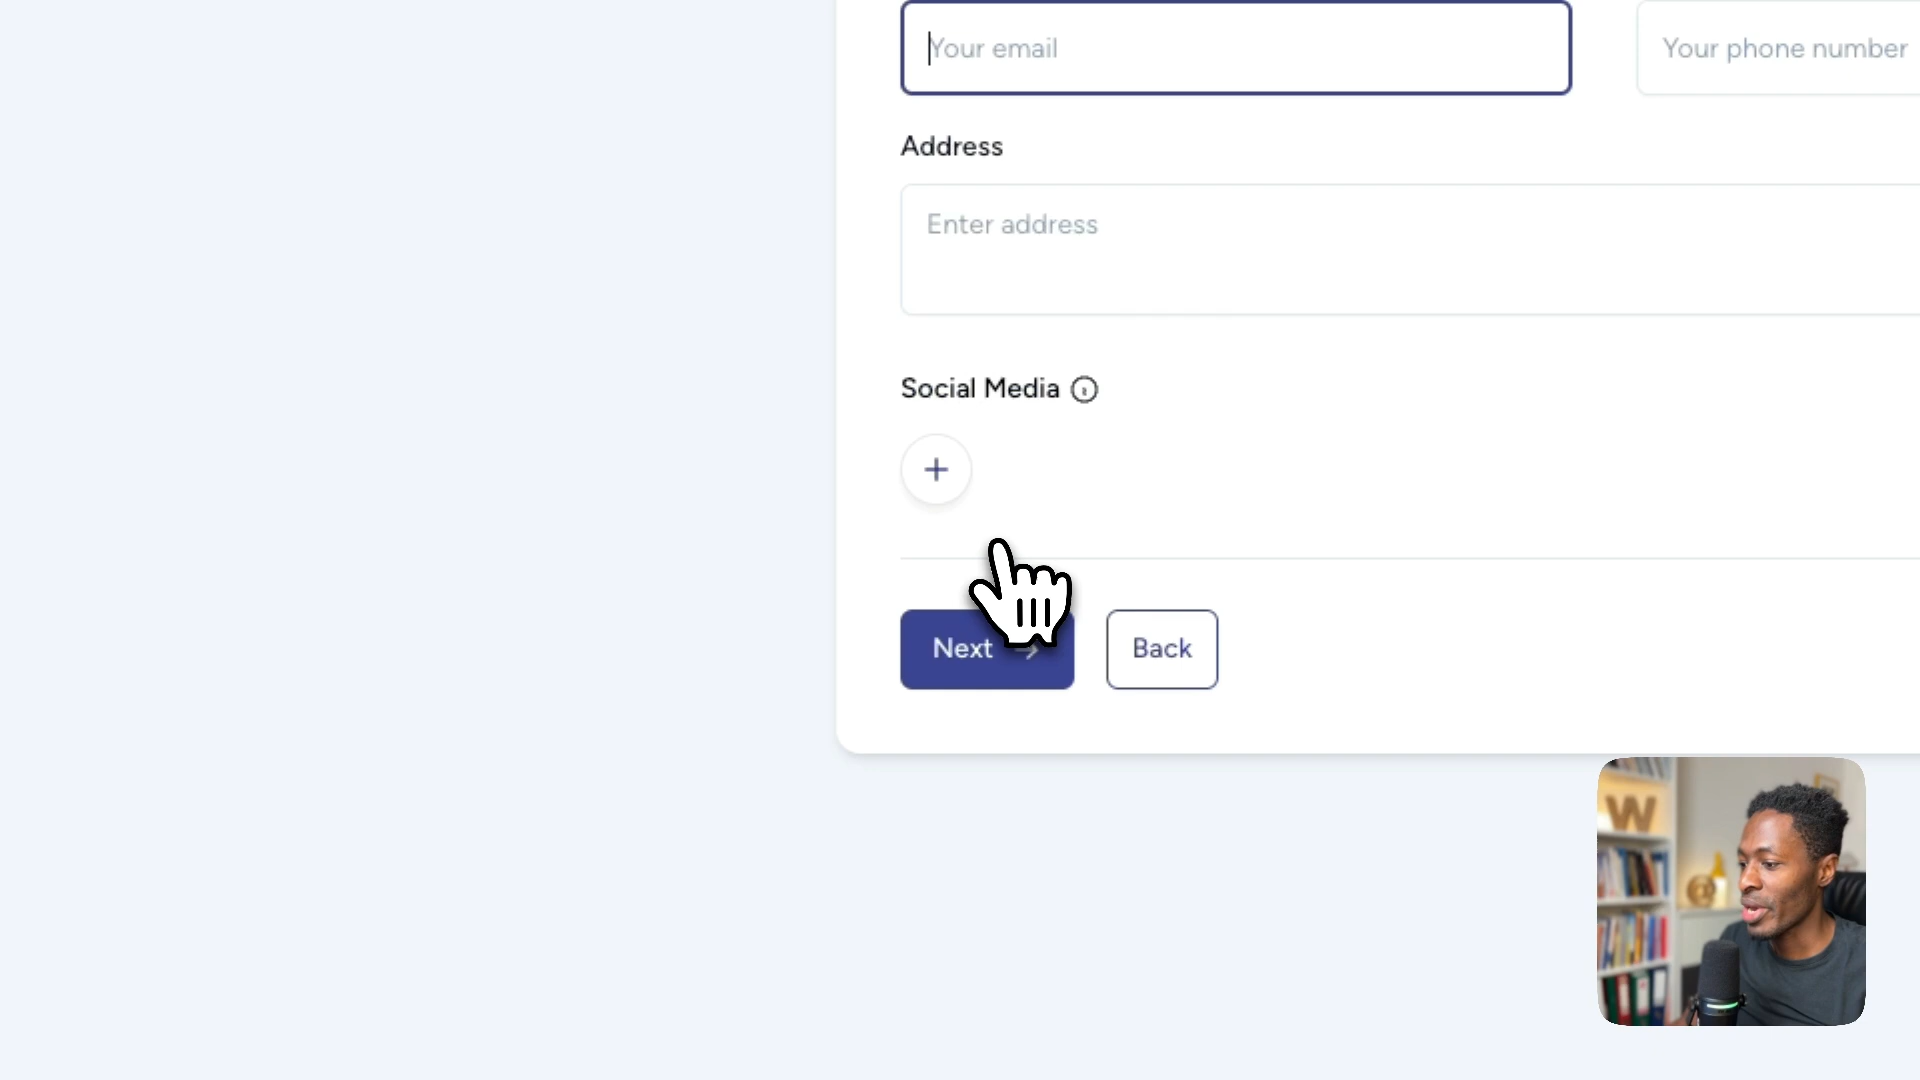 Your email
Your phone number
Address
Enter address
Social Media
Next
Back
W